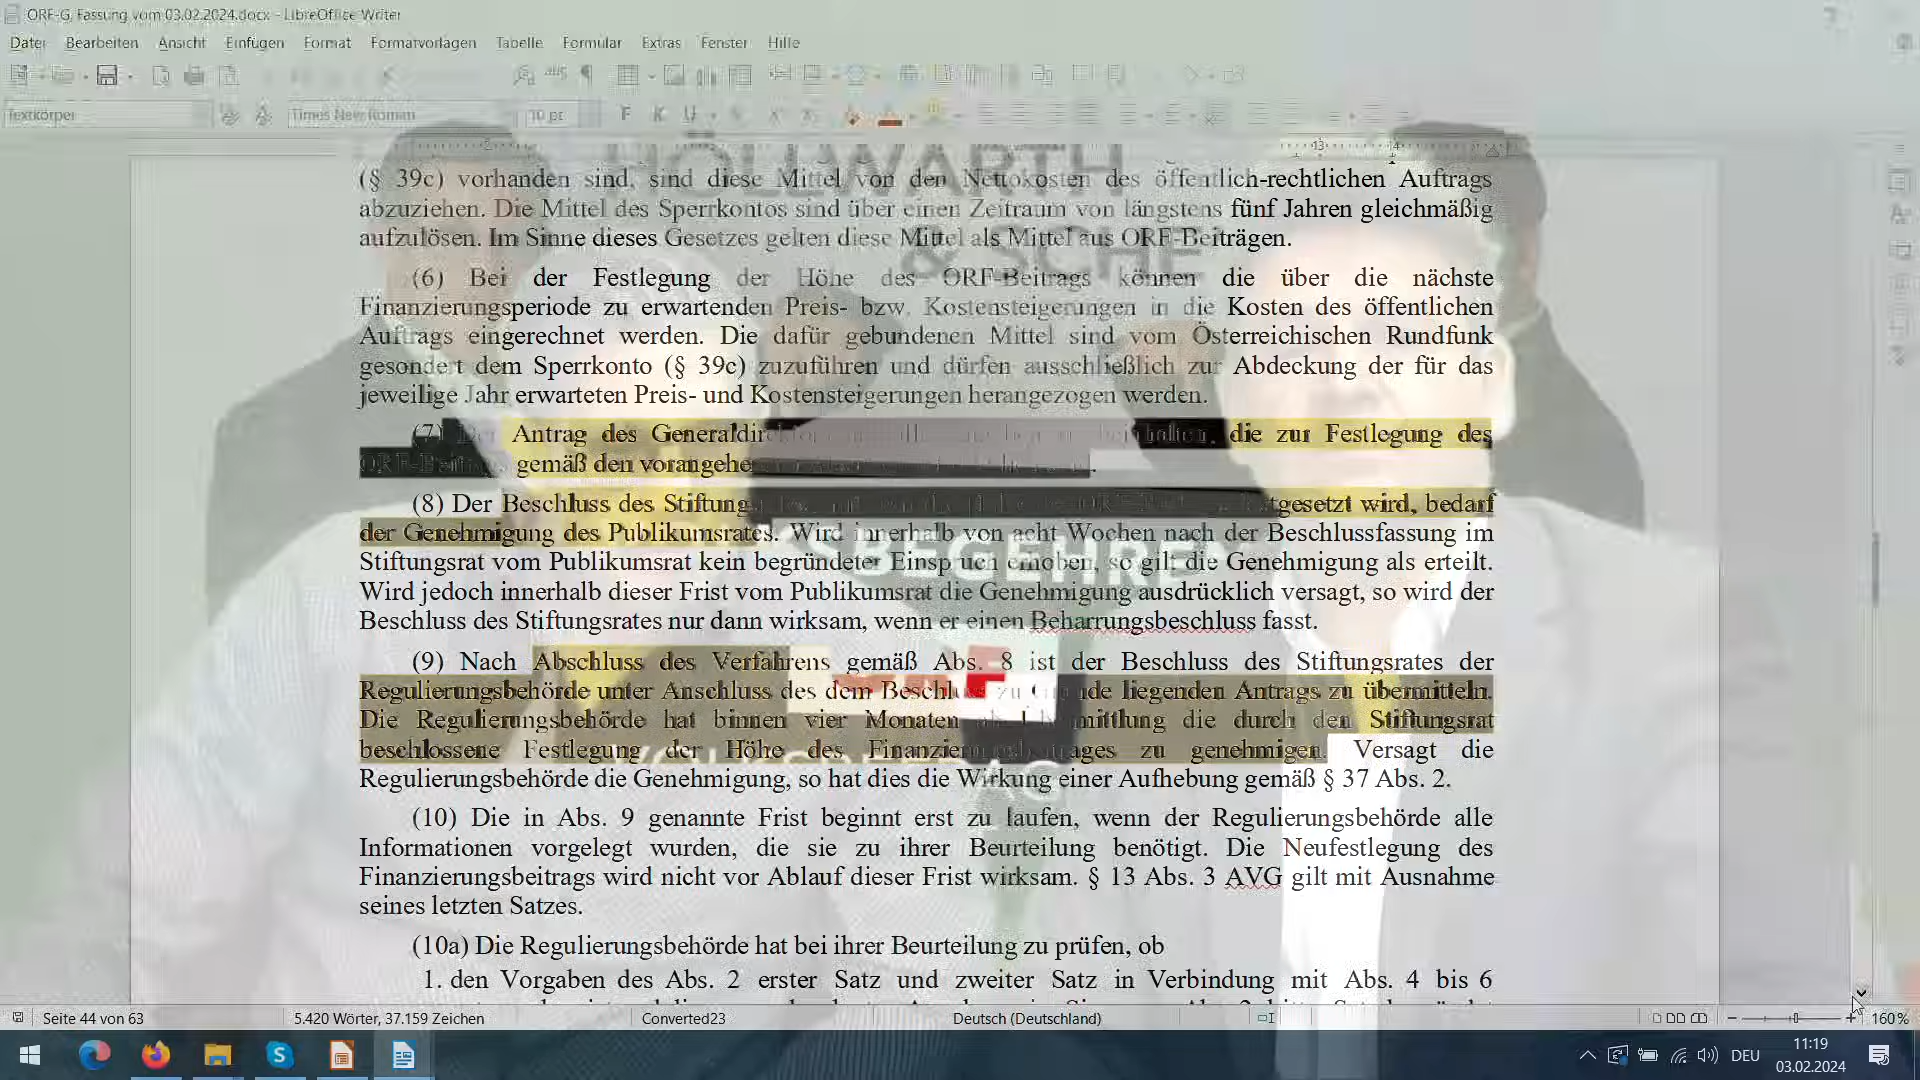 ORF-G, Fassung vom 03.02.2024.docx - LibreOffice Writer
Datei Bearbeiten Ansicht Einfügen Format Formatvorlagen Tabelle Formular Extras Fenster Hilfe
Textkörper Times New Roman 10 pt F K U
13 14
HÖLLWARTH
& SCHE
(§ 39c) vorhanden sind, sind diese Mittel von den Nettokosten des öffentlich-rechtlichen Auftrags
abzuziehen. Die Mittel des Sperrkontos sind über einen Zeitraum von längstens fünf Jahren gleichmäßig
aufzulösen. Im Sinne dieses Gesetzes gelten diese Mittel als Mittel aus ORF-Beiträgen.
(6) Bei der Festlegung der Höhe des ORF-Beitrags können die über die nächste
Finanzierungsperiode zu erwartenden Preis- bzw. Kostensteigerungen in die Kosten des öffentlichen
Auftrags eingerechnet werden. Die dafür gebundenen Mittel sind vom Österreichischen Rundfunk
gesondert dem Sperrkonto (§ 39c) zuzuführen und dürfen ausschließlich zur Abdeckung der für das
jeweilige Jahr erwarteten Preis- und Kostensteigerungen herangezogen werden.
(7) Der Antrag des Generaldirektors die zur Festlegung des
ORF-Beitrags gemäß den vorangehe
(8) Der Beschluss des Stiftungs tgesetzt wird, bedarf
der Genehmigung des Publikumsrates. Wird innerhalb von acht Wochen nach der Beschlussfassung im
Stiftungsrat vom Publikumsrat kein begründeter Einspruch erhoben, so gilt die Genehmigung als erteilt.
Wird jedoch innerhalb dieser Frist vom Publikumsrat die Genehmigung ausdrücklich versagt, so wird der
Beschluss des Stiftungsrates nur dann wirksam, wenn er einen Beharrungsbeschluss fasst.
BEGEHREN
(9) Nach Abschluss des Verfahrens gemäß Abs. 8 ist der Beschluss des Stiftungsrates der
Regulierungsbehörde unter Anschluss des dem Beschluss zu Grunde liegenden Antrags zu übermitteln.
Die Regulierungsbehörde hat binnen vier Monaten ab Übermittlung die durch den Stiftungsrat
beschlossene Festlegung der Höhe des Finanzierungsbeitrages zu genehmigen. Versagt die
Regulierungsbehörde die Genehmigung, so hat dies die Wirkung einer Aufhebung gemäß § 37 Abs. 2.
(10) Die in Abs. 9 genannte Frist beginnt erst zu laufen, wenn der Regulierungsbehörde alle
Informationen vorgelegt wurden, die sie zu ihrer Beurteilung benötigt. Die Neufestlegung des
Finanzierungsbeitrags wird nicht vor Ablauf dieser Frist wirksam. § 13 Abs. 3 AVG gilt mit Ausnahme
seines letzten Satzes.
(10a) Die Regulierungsbehörde hat bei ihrer Beurteilung zu prüfen, ob
1. den Vorgaben des Abs. 2 erster Satz und zweiter Satz in Verbindung mit Abs. 4 bis 6
Seite 44 von 63 5.420 Wörter, 37.159 Zeichen Converted23 Deutsch (Deutschland) 160%
DEU 11:19
03.02.2024